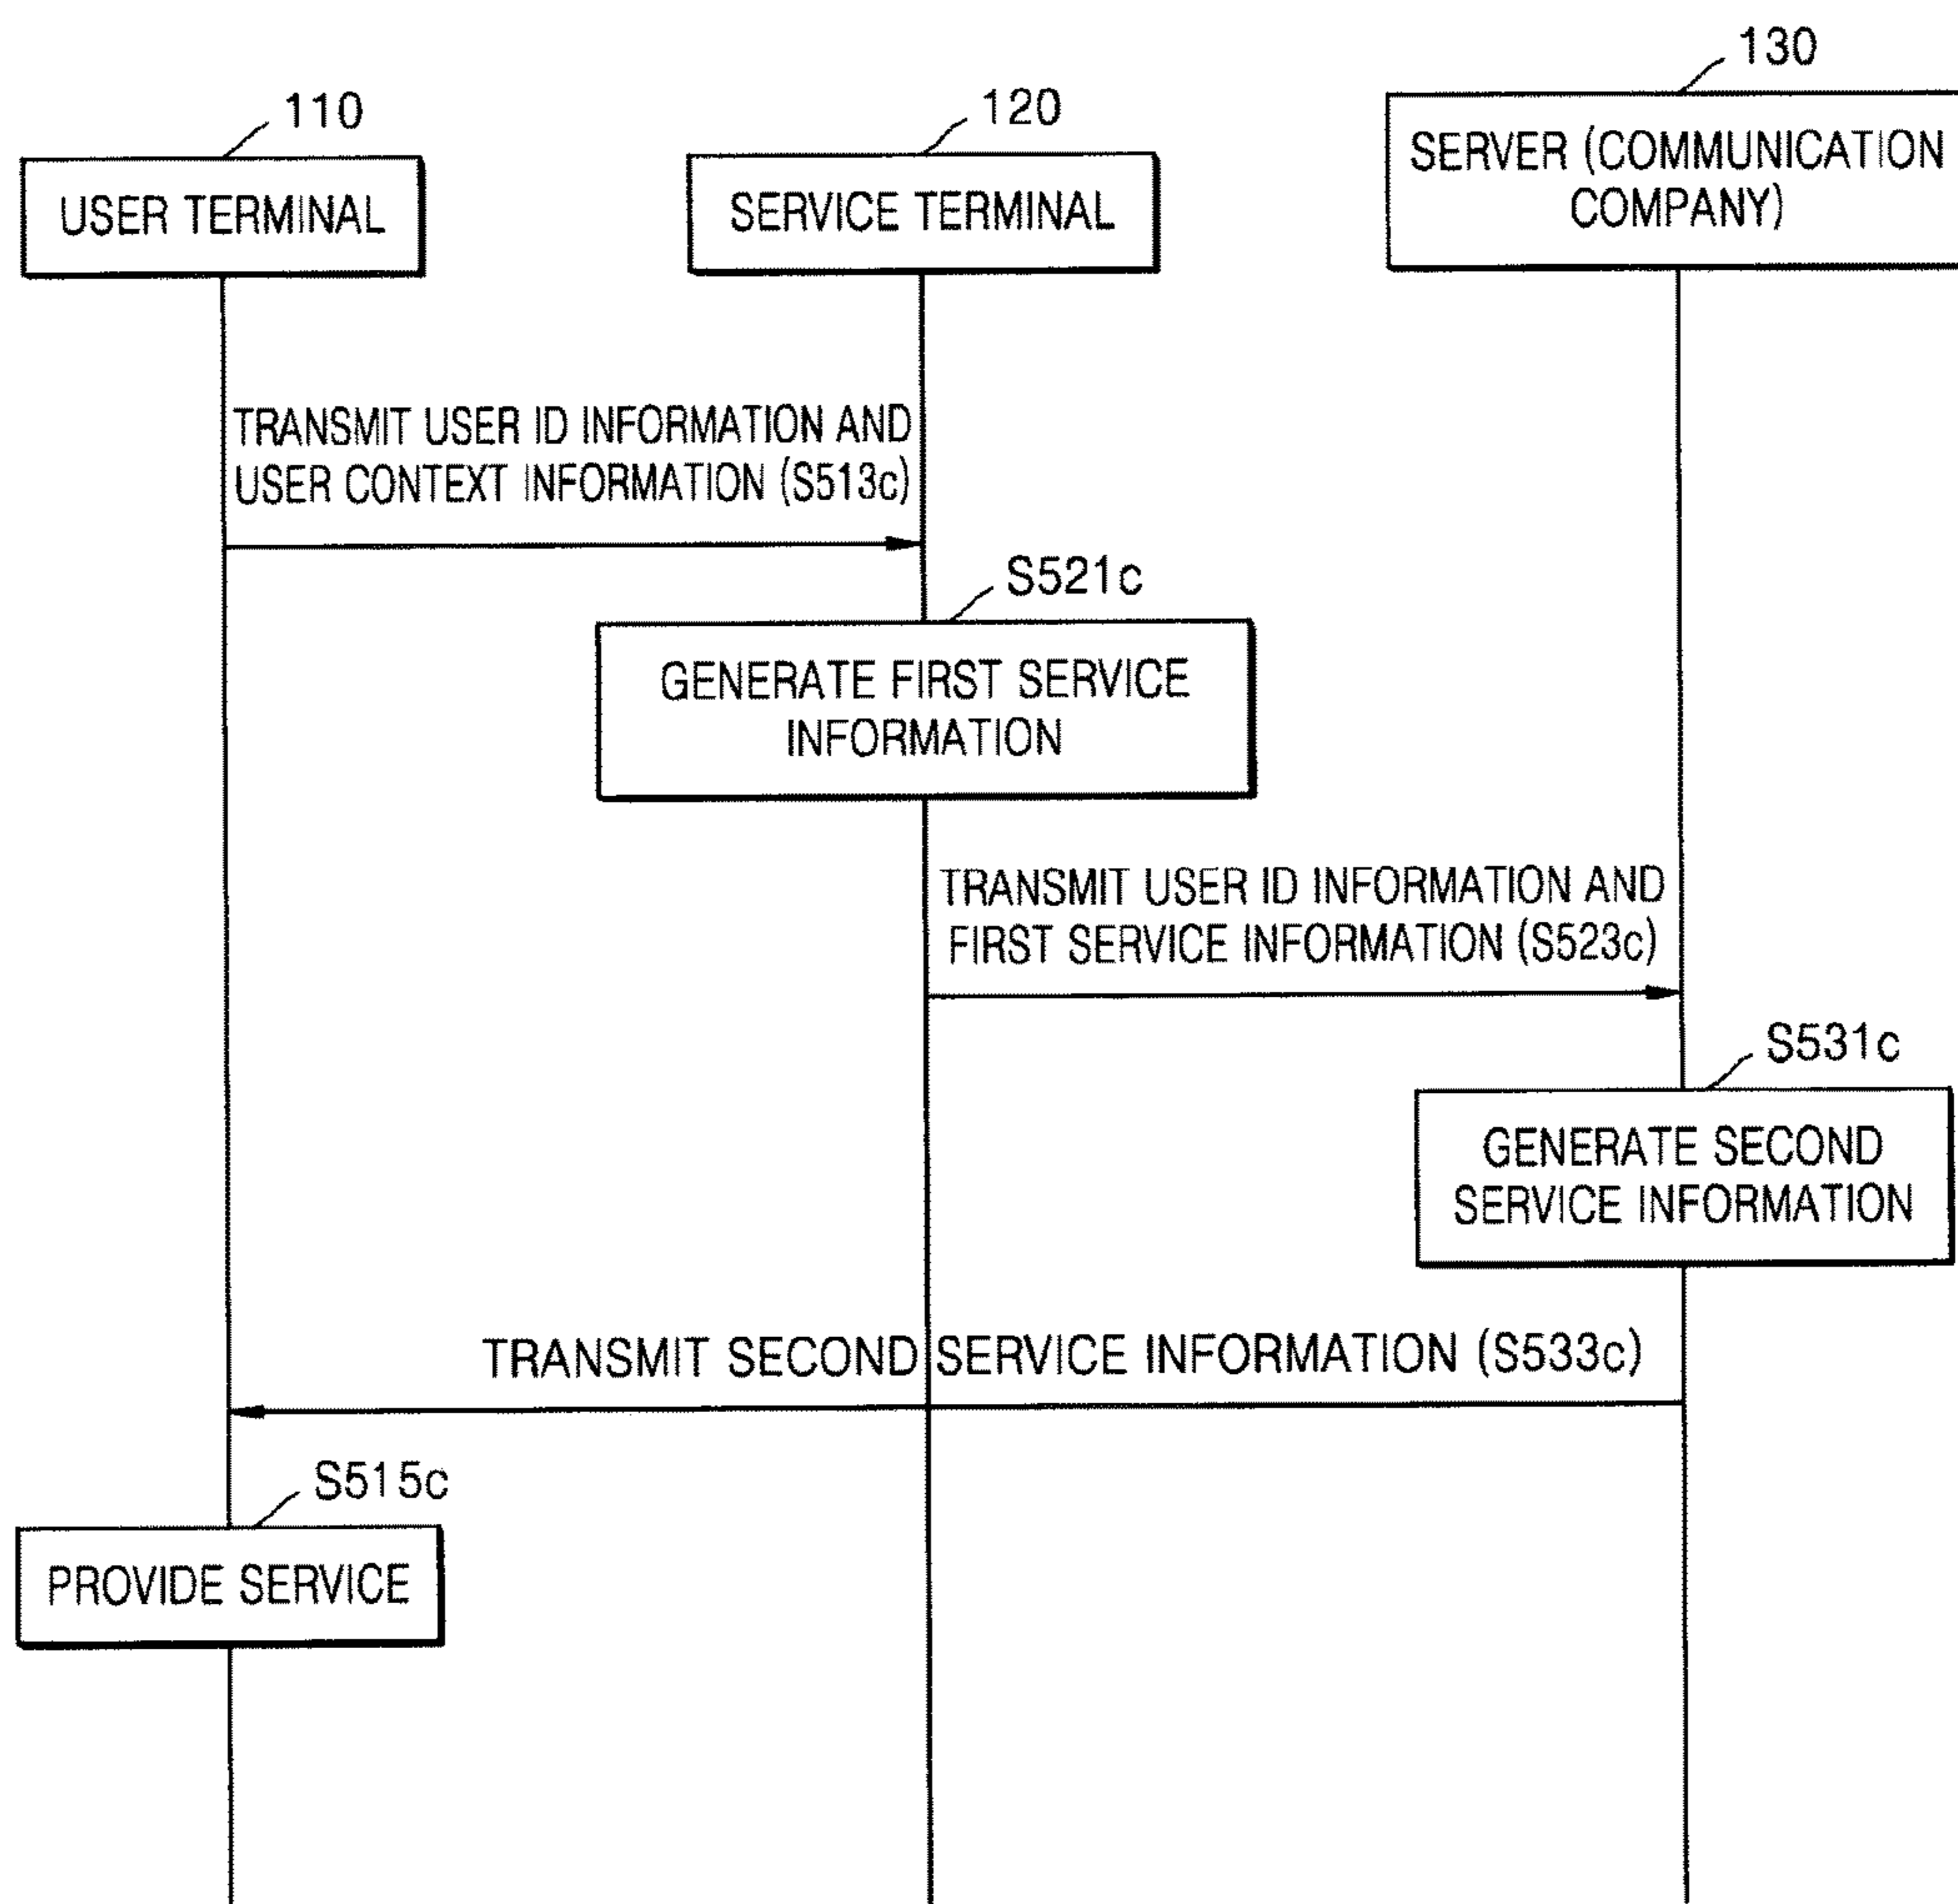 110
120
130
USER TERMINAL
SERVICE TERMINAL
SERVER (COMMUNICATION
COMPANY)
TRANSMIT USER ID INFORMATION AND
USER CONTEXT INFORMATION (S513c)
S521c
GENERATE FIRST SERVICE
INFORMATION
TRANSMIT USER ID INFORMATION AND
FIRST SERVICE INFORMATION (S523c)
S531c
GENERATE SECOND
SERVICE INFORMATION
TRANSMIT SECOND SERVICE INFORMATION (S533c)
S515c
PROVIDE SERVICE